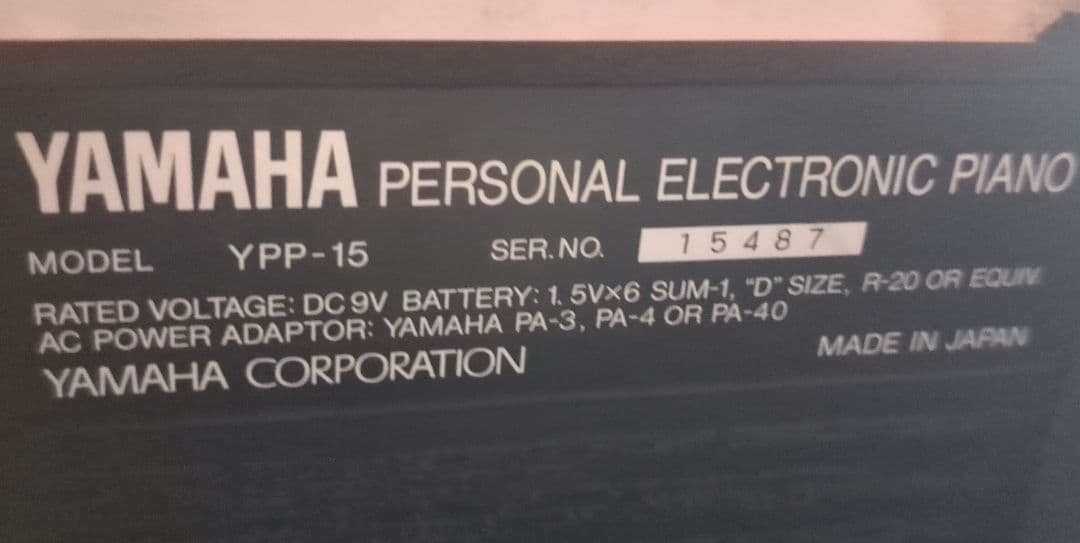 YAMAHA PERSONAL ELECTRONIC PIANO
MODEL YPP-15 SER.NO. 15487
RATED VOLTAGE: DC 9V BATTERY: 1.5V×6 SUM-1, "D" SIZE, R-20 OR EQUIV.
AC POWER ADAPTOR: YAMAHA PA-3, PA-4 OR PA-40
YAMAHA CORPORATION MADE IN JAPAN